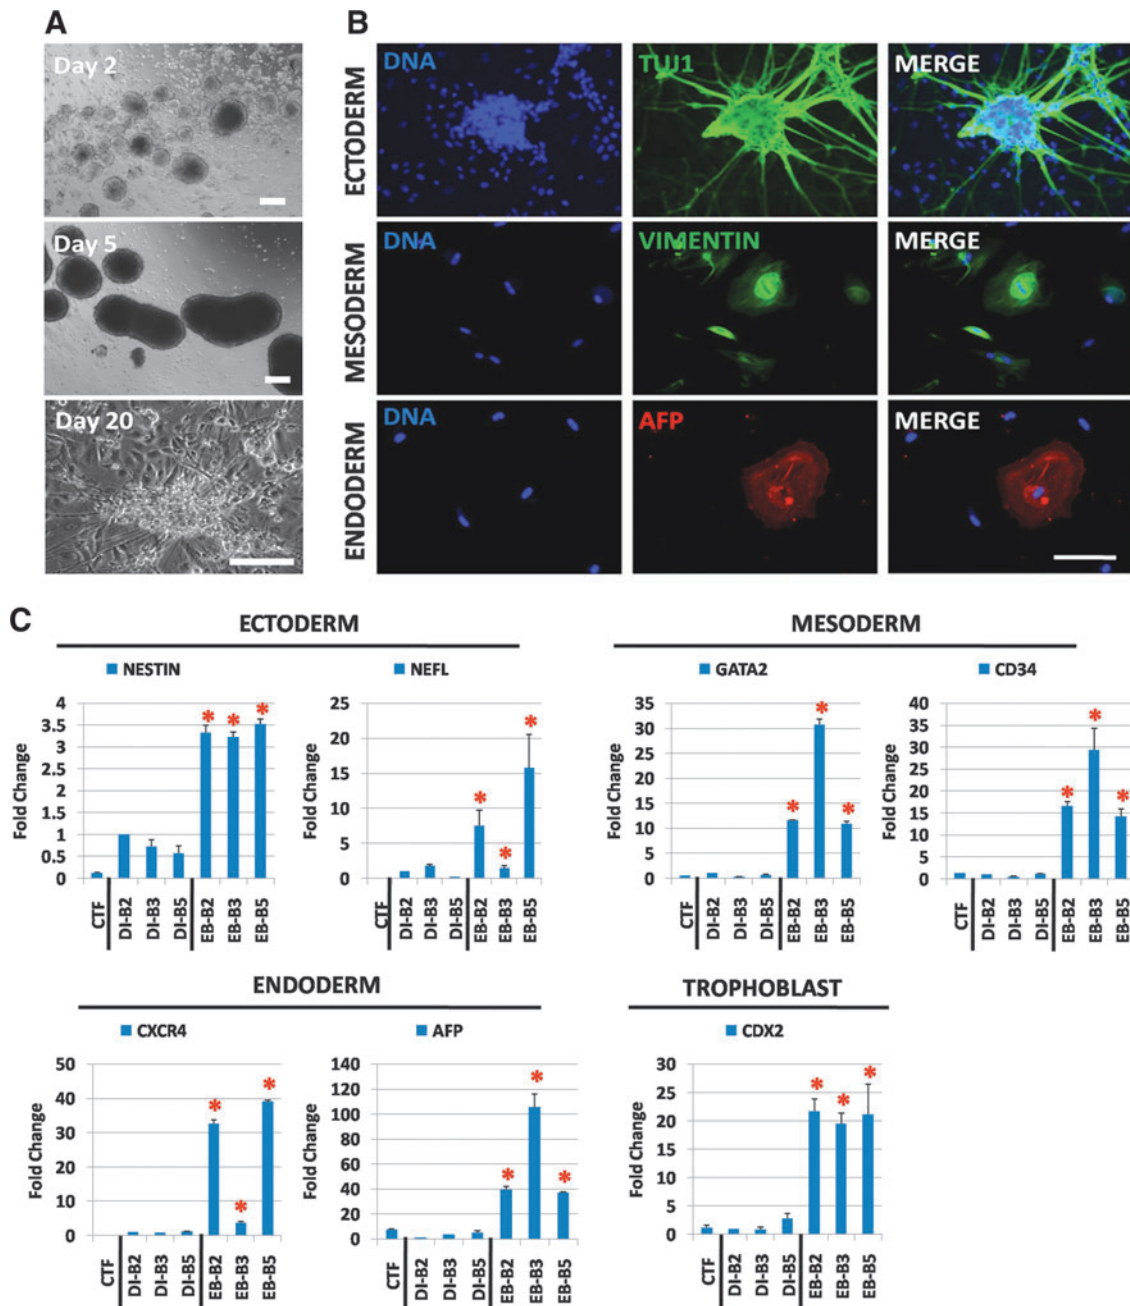 A
B
Day 2
DNA
TUJ1
MERGE
ECTODERM
Day 5
DNA
VIMENTIN
MERGE
MESODERM
Day 20
DNA
AFP
MERGE
ENDODERM
C
ECTODERM
MESODERM
NESTIN
NEFL
GATA2
CD34
Fold Change
4
3.5
3
2.5
2
1.5
1
0.5
0
CTF
DI-B2
DI-B3
DI-B5
EB-B2
EB-B3
EB-B5
* * *
Fold Change
25
20
15
10
5
0
CTF
DI-B2
DI-B3
DI-B5
EB-B2
EB-B3
EB-B5
* * *
Fold Change
35
30
25
20
15
10
5
0
CTF
DI-B2
DI-B3
DI-B5
EB-B2
EB-B3
EB-B5
* * *
Fold Change
40
35
30
25
20
15
10
5
0
CTF
DI-B2
DI-B3
DI-B5
EB-B2
EB-B3
EB-B5
* * *
ENDODERM
TROPHOBLAST
CXCR4
AFP
CDX2
Fold Change
50
40
30
20
10
0
CTF
DI-B2
DI-B3
DI-B5
EB-B2
EB-B3
EB-B5
* * *
Fold Change
140
120
100
80
60
40
20
0
CTF
DI-B2
DI-B3
DI-B5
EB-B2
EB-B3
EB-B5
* * *
Fold Change
30
25
20
15
10
5
0
CTF
DI-B2
DI-B3
DI-B5
EB-B2
EB-B3
EB-B5
* * *